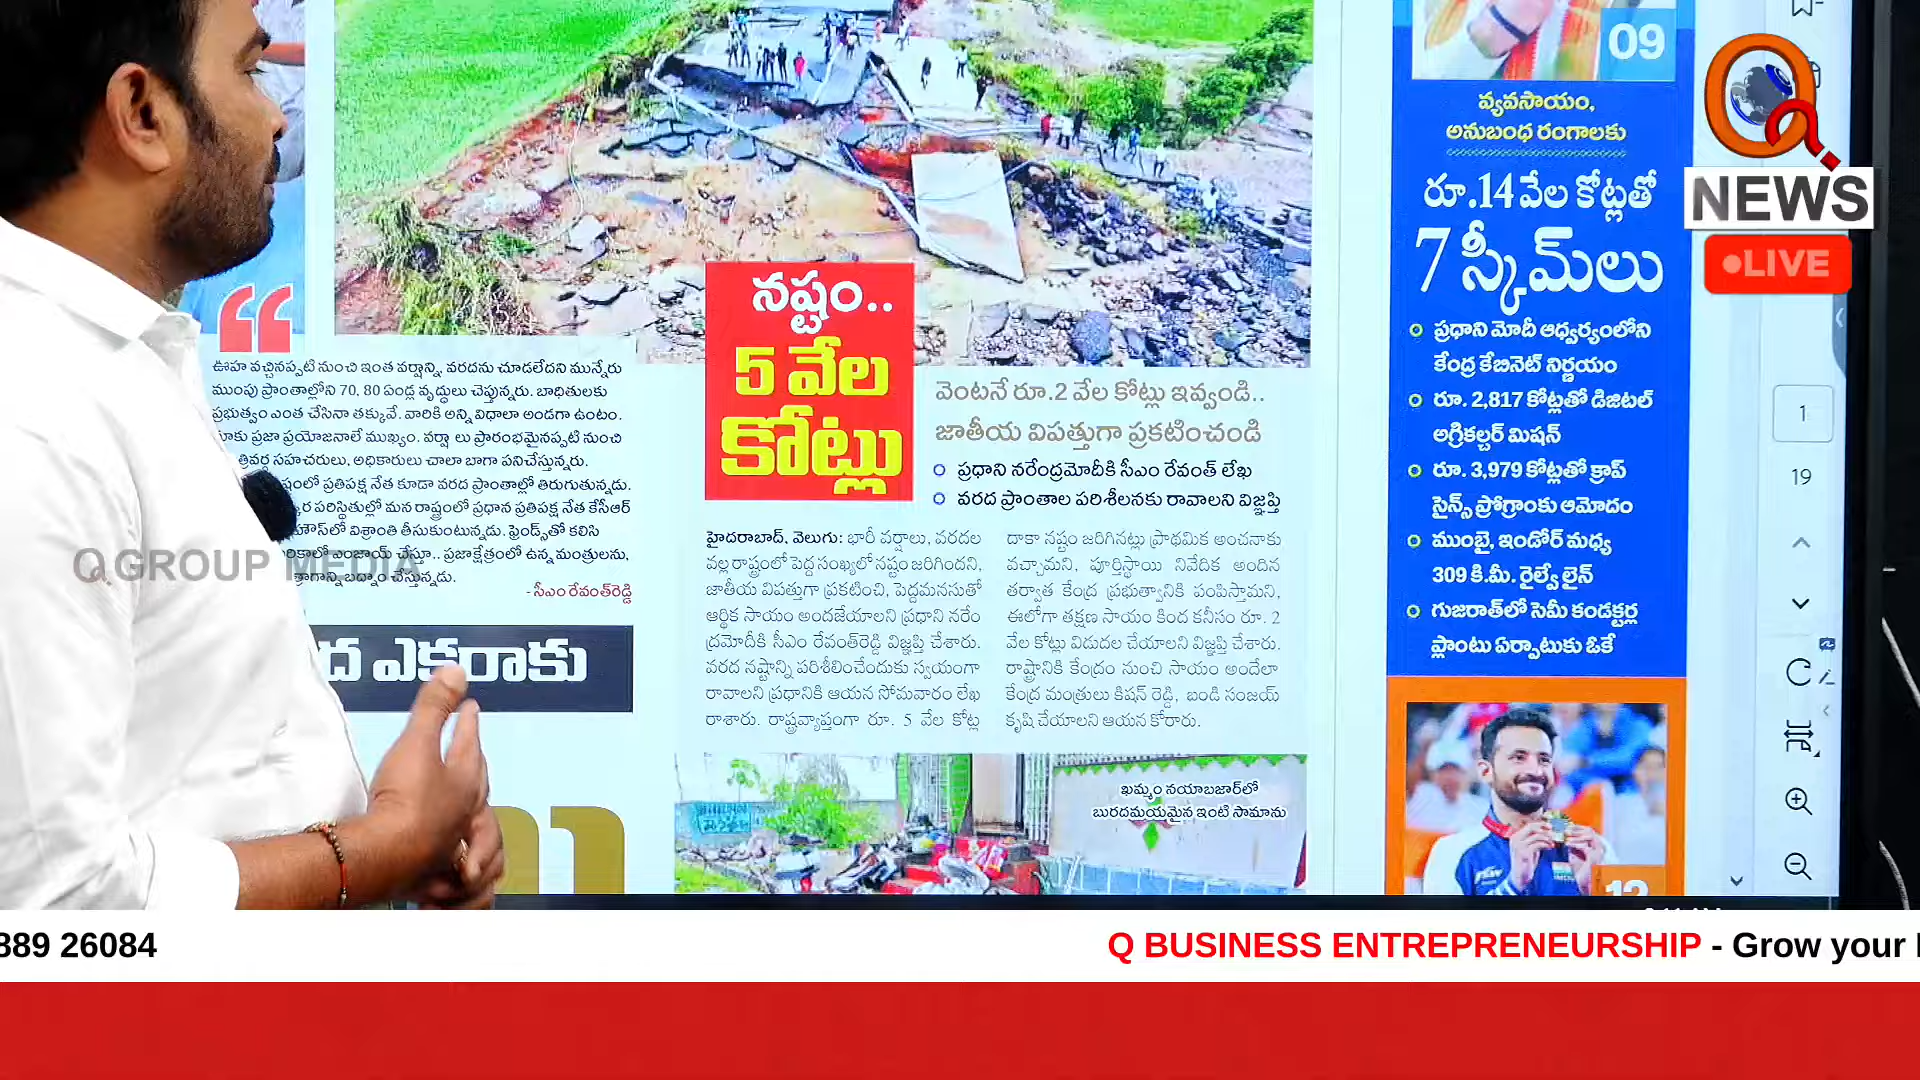 ఊహ వచ్చినప్పటి నుంచి ఇంత వర్షాన్ని, వరదను చూడలేదని మున్నేరు
ముంపు ప్రాంతాల్లోని 70, 80 ఏండ్ల వృద్ధులు చెప్తున్నరు. బాధితులకు
ప్రభుత్వం ఎంత చేసినా తక్కువే. వారికి అన్ని విధాలా అండగా ఉంటం.
ప్రజా ప్రయోజనాలే ముఖ్యం. వర్షా లు ప్రారంభమైనప్పటి నుంచి
సహచరులు, అధికారులు చాలా బాగా పనిచేస్తున్నరు.
ప్రతిపక్ష నేత కూడా వరద ప్రాంతాల్లో తిరుగుతున్నడు.
పరిస్థితుల్లో మన రాష్ట్రంలో ప్రధాన ప్రతిపక్ష నేత కేసీఆర్
విశ్రాంతి తీసుకుంటున్నడు. ఫ్రెండ్స్‌తో కలిసి
ఎంజాయ్ చేస్తూ.. ప్రజాక్షేత్రంలో ఉన్న మంత్రులను,
బద్నాం చేస్తున్నడు.
- సీఎం రేవంత్‌రెడ్డి
ద ఎకరాకు
నష్టం..
5 వేల
కోట్లు
వెంటనే రూ.2 వేల కోట్లు ఇవ్వండి..
జాతీయ విపత్తుగా ప్రకటించండి
ప్రధాని నరేంద్రమోదీకి సీఎం రేవంత్ లేఖ
వరద ప్రాంతాల పరిశీలనకు రావాలని విజ్ఞప్తి
హైదరాబాద్, వెలుగు: భారీ వర్షాలు, వరదల
వల్ల రాష్ట్రంలో పెద్ద సంఖ్యలో నష్టం జరిగిందని,
జాతీయ విపత్తుగా ప్రకటించి, పెద్దమనసుతో
ఆర్థిక సాయం అందజేయాలని ప్రధాని నరేం
ద్రమోదీకి సీఎం రేవంత్‌రెడ్డి విజ్ఞప్తి చేశారు.
వరద నష్టాన్ని పరిశీలించేందుకు స్వయంగా
రావాలని ప్రధానికి ఆయన సోమవారం లేఖ
రాశారు. రాష్ట్రవ్యాప్తంగా రూ. 5 వేల కోట్ల
దాకా నష్టం జరిగినట్లు ప్రాథమిక అంచనాకు
వచ్చామని, పూర్తిస్థాయి నివేదిక అందిన
తర్వాత కేంద్ర ప్రభుత్వానికి పంపిస్తామని,
ఈలోగా తక్షణ సాయం కింద కనీసం రూ. 2
వేల కోట్లు విడుదల చేయాలని విజ్ఞప్తి చేశారు.
రాష్ట్రానికి కేంద్రం నుంచి సాయం అందేలా
కేంద్ర మంత్రులు కిషన్ రెడ్డి, బండి సంజయ్
కృషి చేయాలని ఆయన కోరారు.
ఖమ్మం నయాబజార్‌లో
బురదమయమైన ఇంటి సామాను
09
వ్యవసాయం,
అనుబంధ రంగాలకు
రూ.14 వేల కోట్లతో
7 స్కీమ్‌లు
ప్రధాని మోదీ ఆధ్వర్యంలోని
కేంద్ర కేబినెట్ నిర్ణయం
రూ. 2,817 కోట్లతో డిజిటల్
అగ్రికల్చర్ మిషన్
రూ. 3,979 కోట్లతో క్రాప్
సైన్స్ ప్రోగ్రాంకు ఆమోదం
ముంబై, ఇండోర్ మధ్య
309 కి.మీ. రైల్వే లైన్
గుజరాత్‌లో సెమీ కండక్టర్ల
ప్లాంటు ఏర్పాటుకు ఓకే
12
1
19
Q
NEWS
LIVE
Q GROUP MEDIA
889 26084
Q BUSINESS ENTREPRENEURSHIP - Grow your